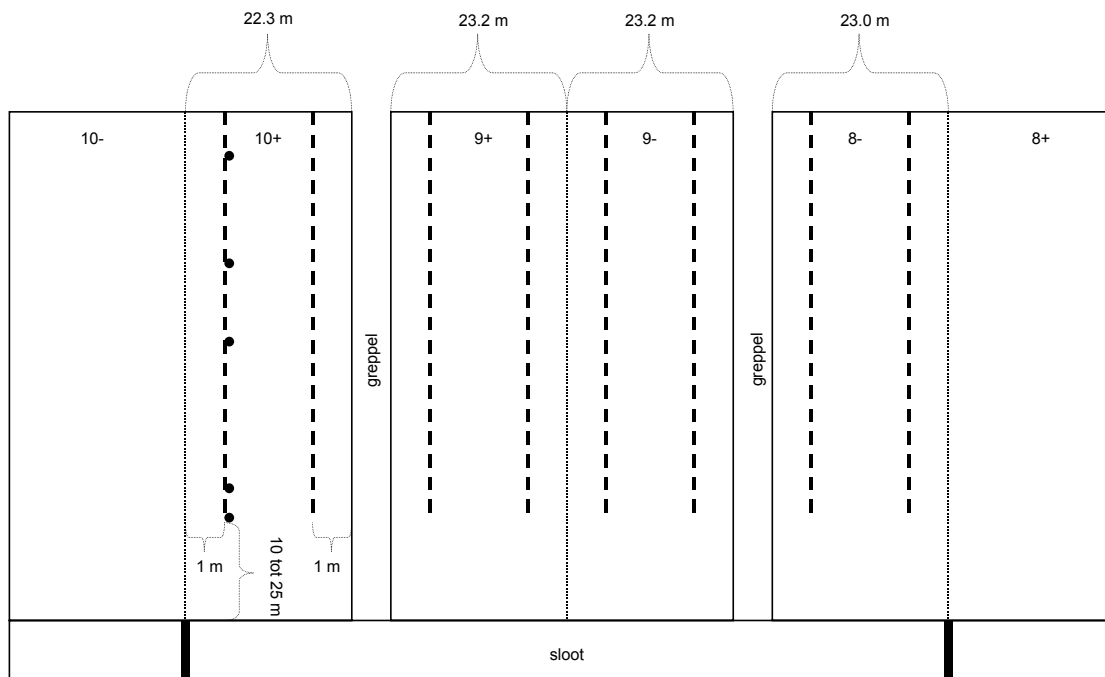 22.3 m
23.2 m
23.2 m
23.0 m
10-
10+
9+
9-
8-
8+
greppel
greppel
1 m
10 tot 25 m
1 m
sloot